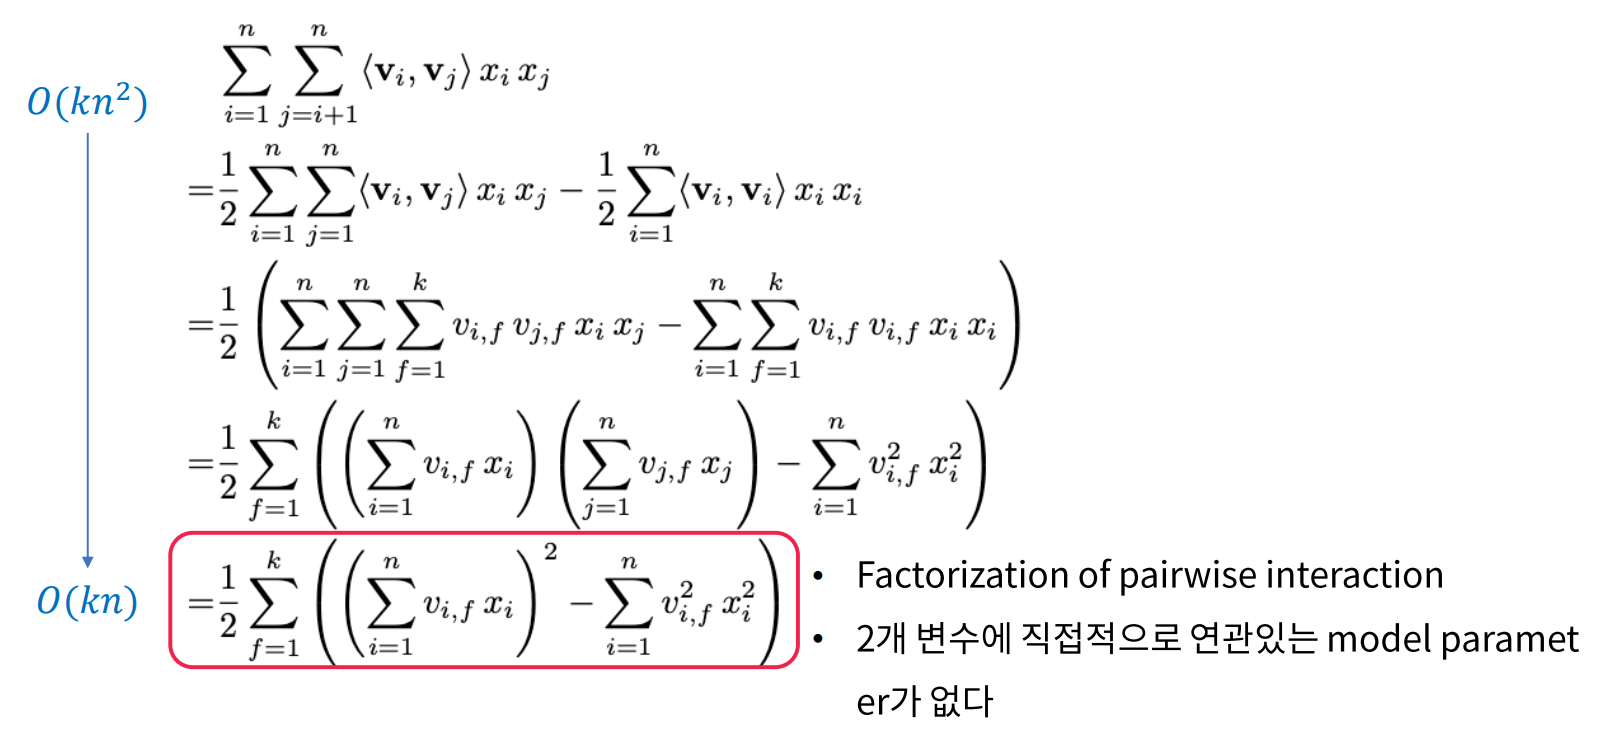 $\sum_{i=1}^{n} \sum_{j=i+1}^{n} \langle \mathbf{v}_i, \mathbf{v}_j \rangle \, x_i \, x_j$
$O(kn^2)$
$= \frac{1}{2} \sum_{i=1}^{n} \sum_{j=1}^{n} \langle \mathbf{v}_i, \mathbf{v}_j \rangle \, x_i \, x_j - \frac{1}{2} \sum_{i=1}^{n} \langle \mathbf{v}_i, \mathbf{v}_i \rangle \, x_i \, x_i$
$= \frac{1}{2} \left( \sum_{i=1}^{n} \sum_{j=1}^{n} \sum_{f=1}^{k} v_{i,f} \, v_{j,f} \, x_i \, x_j - \sum_{i=1}^{n} \sum_{f=1}^{k} v_{i,f} \, v_{i,f} \, x_i \, x_i \right)$
$= \frac{1}{2} \sum_{f=1}^{k} \left( \left( \sum_{i=1}^{n} v_{i,f} \, x_i \right) \left( \sum_{j=1}^{n} v_{j,f} \, x_j \right) - \sum_{i=1}^{n} v_{i,f}^2 \, x_i^2 \right)$
$O(kn)$
$= \frac{1}{2} \sum_{f=1}^{k} \left( \left( \sum_{i=1}^{n} v_{i,f} \, x_i \right)^2 - \sum_{i=1}^{n} v_{i,f}^2 \, x_i^2 \right)$
• Factorization of pairwise interaction
• 2개 변수에 직접적으로 연관있는 model paramet
er가 없다